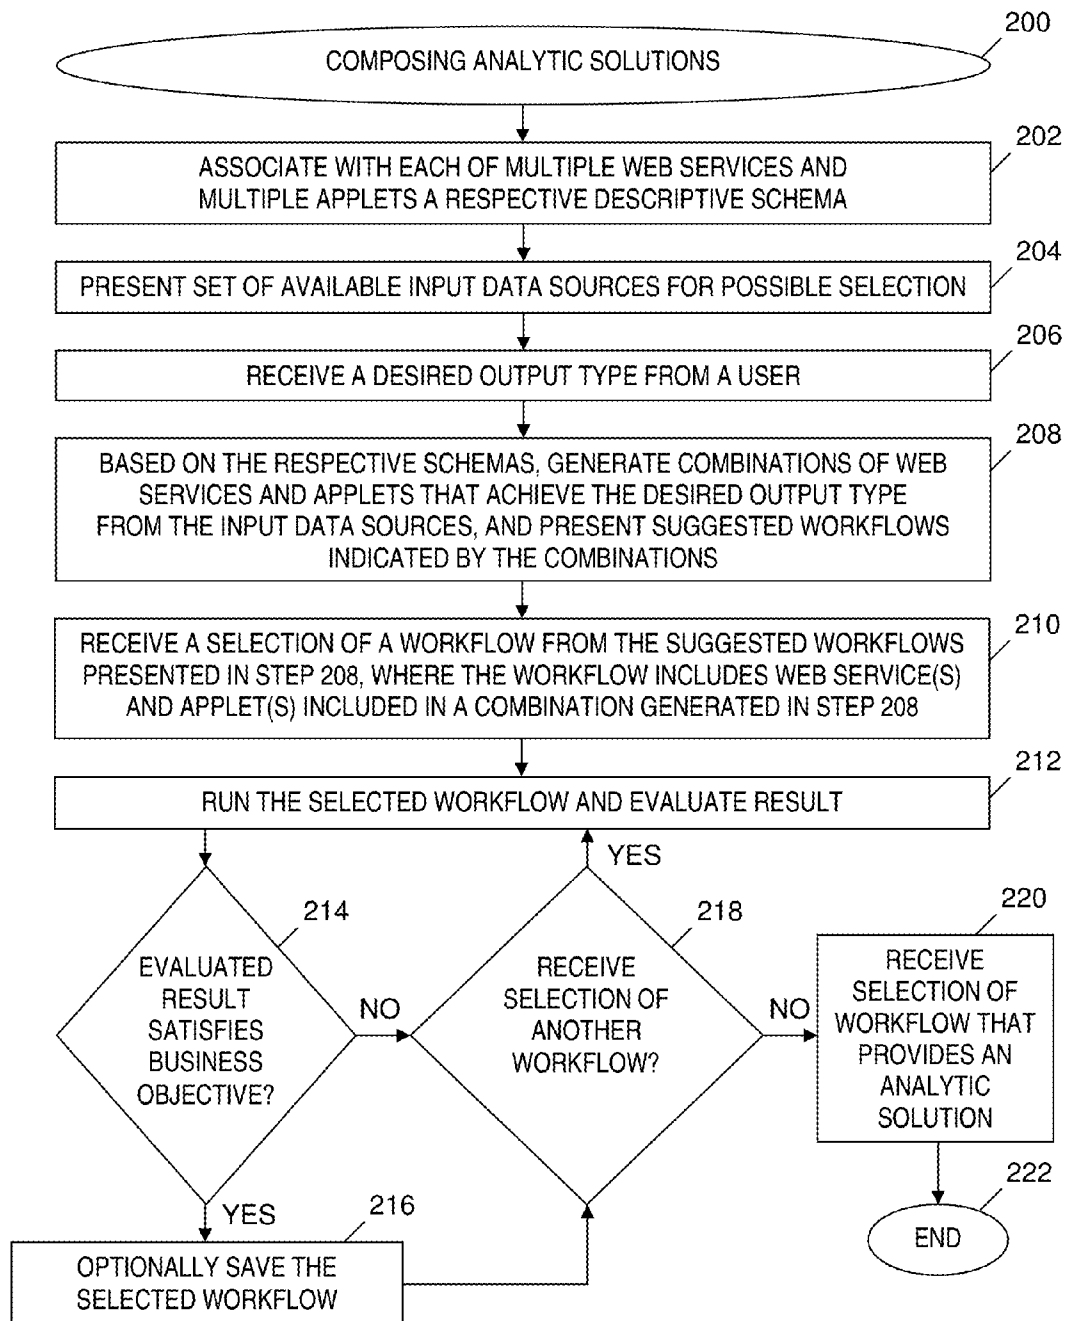 200
COMPOSING ANALYTIC SOLUTIONS
202
ASSOCIATE WITH EACH OF MULTIPLE WEB SERVICES AND
MULTIPLE APPLETS A RESPECTIVE DESCRIPTIVE SCHEMA
204
PRESENT SET OF AVAILABLE INPUT DATA SOURCES FOR POSSIBLE SELECTION
206
RECEIVE A DESIRED OUTPUT TYPE FROM A USER
208
BASED ON THE RESPECTIVE SCHEMAS, GENERATE COMBINATIONS OF WEB
SERVICES AND APPLETS THAT ACHIEVE THE DESIRED OUTPUT TYPE
FROM THE INPUT DATA SOURCES, AND PRESENT SUGGESTED WORKFLOWS
INDICATED BY THE COMBINATIONS
210
RECEIVE A SELECTION OF A WORKFLOW FROM THE SUGGESTED WORKFLOWS
PRESENTED IN STEP 208, WHERE THE WORKFLOW INCLUDES WEB SERVICE(S)
AND APPLET(S) INCLUDED IN A COMBINATION GENERATED IN STEP 208
212
RUN THE SELECTED WORKFLOW AND EVALUATE RESULT
214
EVALUATED
RESULT
SATISFIES
BUSINESS
OBJECTIVE?
NO
YES
218
RECEIVE
SELECTION OF
ANOTHER
WORKFLOW?
YES
NO
220
RECEIVE
SELECTION OF
WORKFLOW THAT
PROVIDES AN
ANALYTIC
SOLUTION
216
OPTIONALLY SAVE THE
SELECTED WORKFLOW
222
END